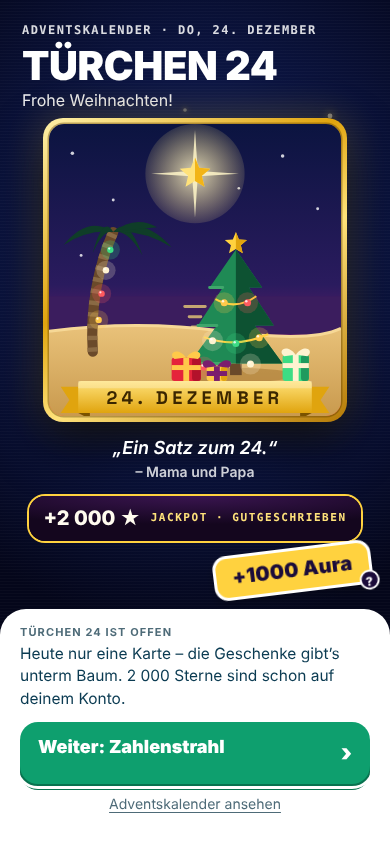 ADVENTSKALENDER · DO, 24. DEZEMBER
TÜRCHEN 24
Frohe Weihnachten!
24. DEZEMBER
„Ein Satz zum 24.“
– Mama und Papa
+2 000 ★ JACKPOT · GUTGESCHRIEBEN
+1000 Aura
?
TÜRCHEN 24 IST OFFEN
Heute nur eine Karte – die Geschenke gibt’s
unterm Baum. 2 000 Sterne sind schon auf
deinem Konto.
Weiter: Zahlenstrahl ›
Adventskalender ansehen